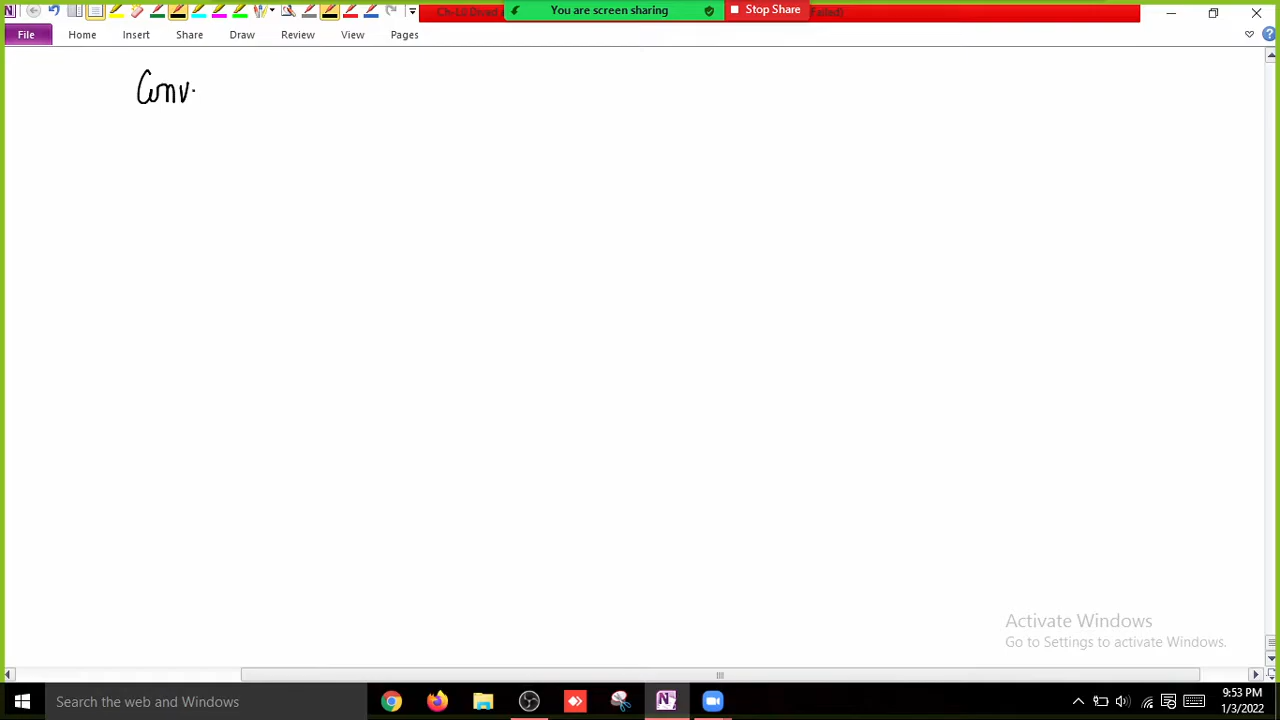 You are screen sharing
Stop Share
File Home Insert Share Draw Review View Pages
Conv
Activate Windows
Go to Settings to activate Windows.
Search the web and Windows
9:53 PM
1/3/2022